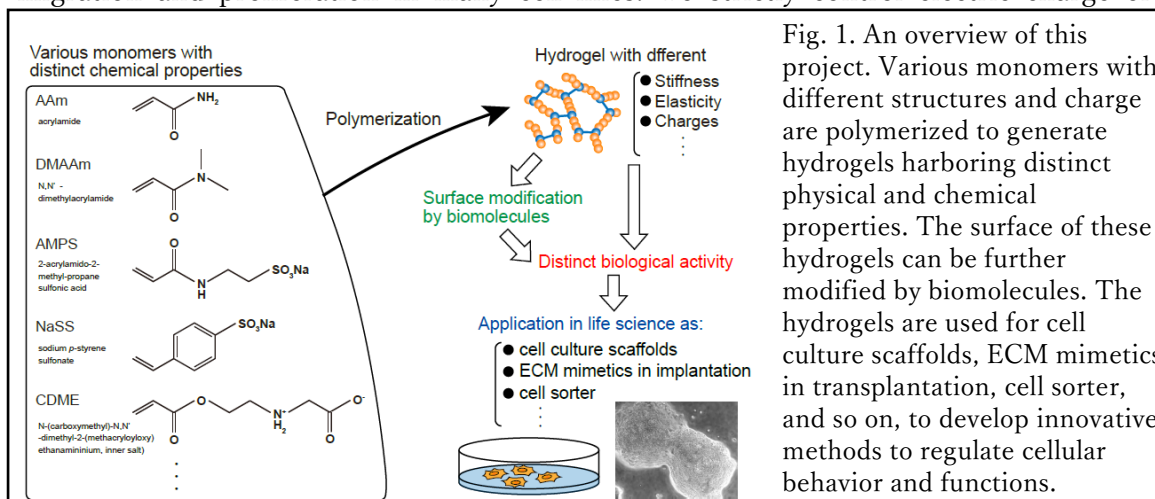 Various monomers with
distinct chemical properties
AAm
acrylamide
NH2
O
DMAAm
N,N' -
dimethylacrylamide
N
O
AMPS
2-acrylamido-2-
methyl-propane
sulfonic acid
O
N
H
SO3Na
NaSS
sodium p-styrene
sulfonate
SO3Na
CDME
N-(carboxymethyl)-N,N'
-dimethyl-2-(methacryloyloxy)
ethanamininium, inner salt)
O
O
N+
H2
O-
O
Polymerization
Hydrogel with dfferent
● Stiffness
● Elasticity
● Charges
Surface modification
by biomolecules
Distinct biological activity
Application in life science as:
● cell culture scaffolds
● ECM mimetics in implantation
● cell sorter
Fig. 1. An overview of this
project. Various monomers with
different structures and charge
are polymerized to generate
hydrogels harboring distinct
physical and chemical
properties. The surface of these
hydrogels can be further
modified by biomolecules. The
hydrogels are used for cell
culture scaffolds, ECM mimetics
in transplantation, cell sorter,
and so on, to develop innovative
methods to regulate cellular
behavior and functions.